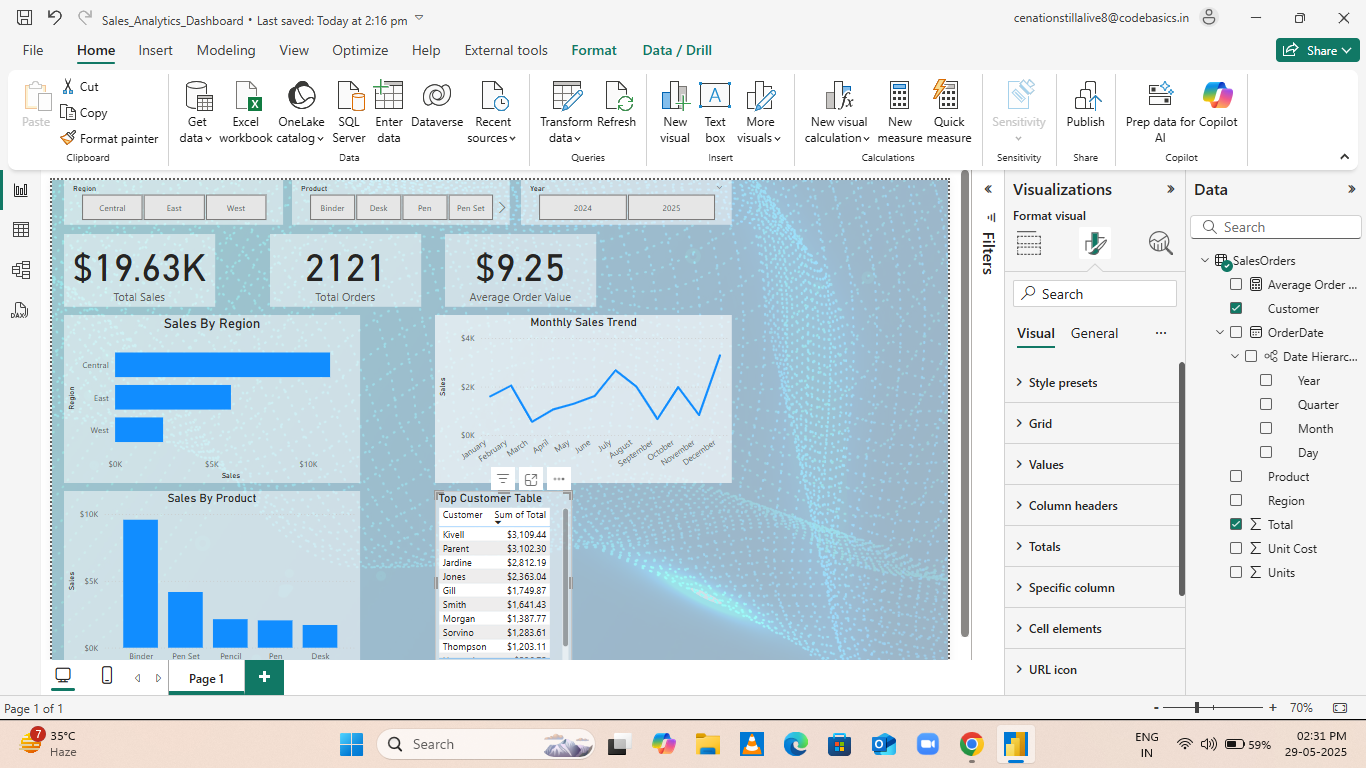 Sales_Analytics_Dashboard • Last saved: Today at 2:16 pm
cenationstillalive8@codebasics.in
File Home Insert Modeling View Optimize Help External tools Format Data / Drill Share
Paste
Cut
Copy
Format painter
Clipboard
Get data
Excel workbook
OneLake catalog
SQL Server
Enter data
Dataverse
Recent sources
Data
Transform data
Refresh
Queries
New visual
Text box
More visuals
Insert
New visual calculation
New measure
Quick measure
Calculations
Sensitivity
Sensitivity
Publish
Share
Prep data for AI
Copilot
Copilot
Region
Central East West
Product
Binder Desk Pen Pen Set
Year
2024 2025
$19.63K
Total Sales
2121
Total Orders
$9.25
Average Order Value
Sales By Region
Region
Central
East
West
$0K $5K $10K
Sales
Monthly Sales Trend
Sales
$4K
$2K
$0K
January February March April May June July August September October November December
Sales By Product
Sales
$10K
$5K
$0K
Binder Pen Set Pencil Pen Desk
Top Customer Table
Customer Sum of Total
Kivell $3,109.44
Parent $3,102.30
Jardine $2,812.19
Jones $2,363.04
Gill $1,749.87
Smith $1,641.43
Morgan $1,387.77
Sorvino $1,283.61
Thompson $1,203.11
Filters
Visualizations
Format visual
Search
Visual General
Style presets
Grid
Values
Column headers
Totals
Specific column
Cell elements
URL icon
Data
Search
SalesOrders
Average Order ...
Customer
OrderDate
Date Hierarc...
Year
Quarter
Month
Day
Product
Region
Total
Unit Cost
Units
Page 1
Page 1 of 1
- + 70%
7
35°C
Haze
Search
ENG
IN
59%
02:31 PM
29-05-2025